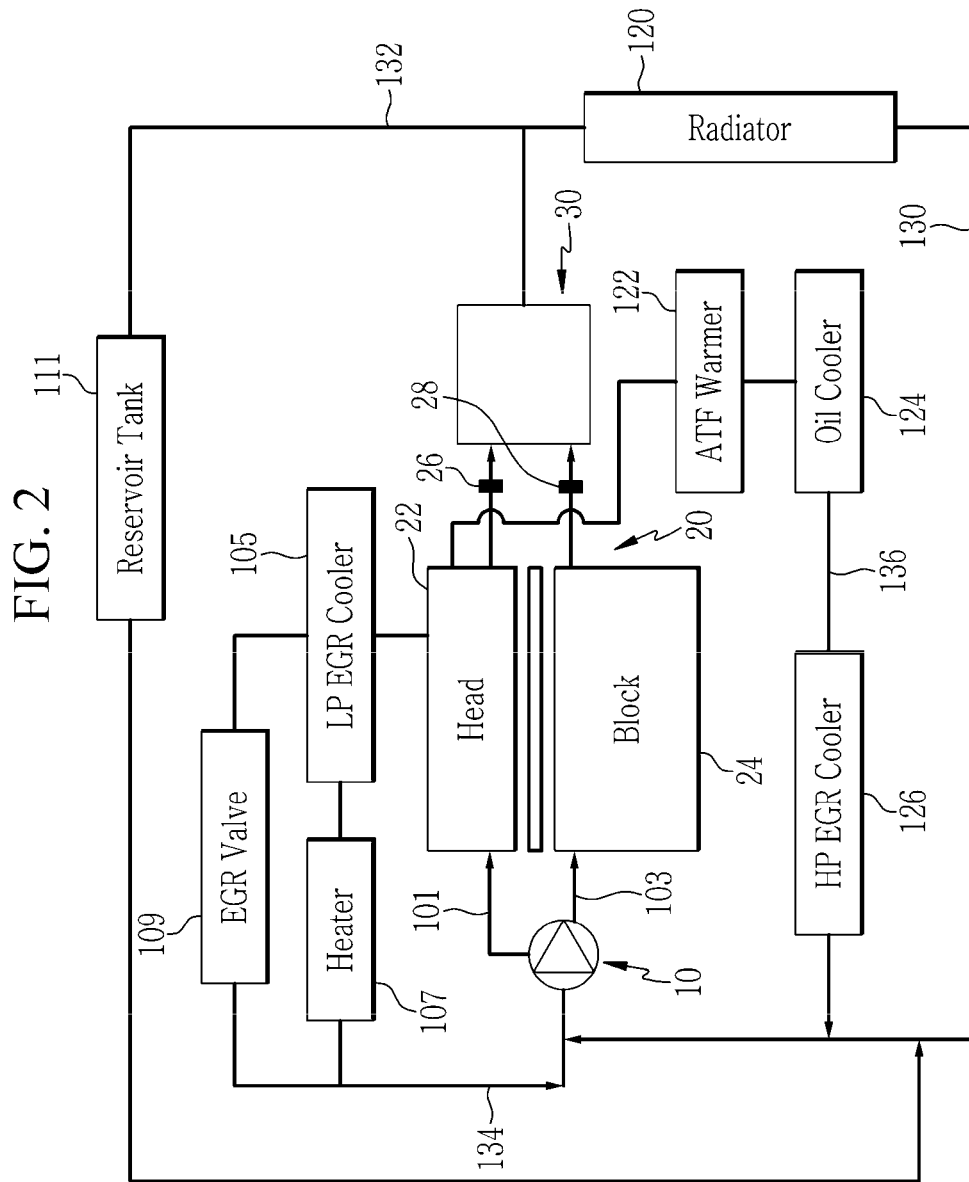 FIG. 2
111
Reservoir Tank
132
109
EGR Valve
105
LP EGR Cooler
107
Heater
134
22
Head
26
28
30
101
103
10
20
Block
24
120
Radiator
130
122
ATF Warmer
Oil Cooler
124
136
HP EGR Cooler
126